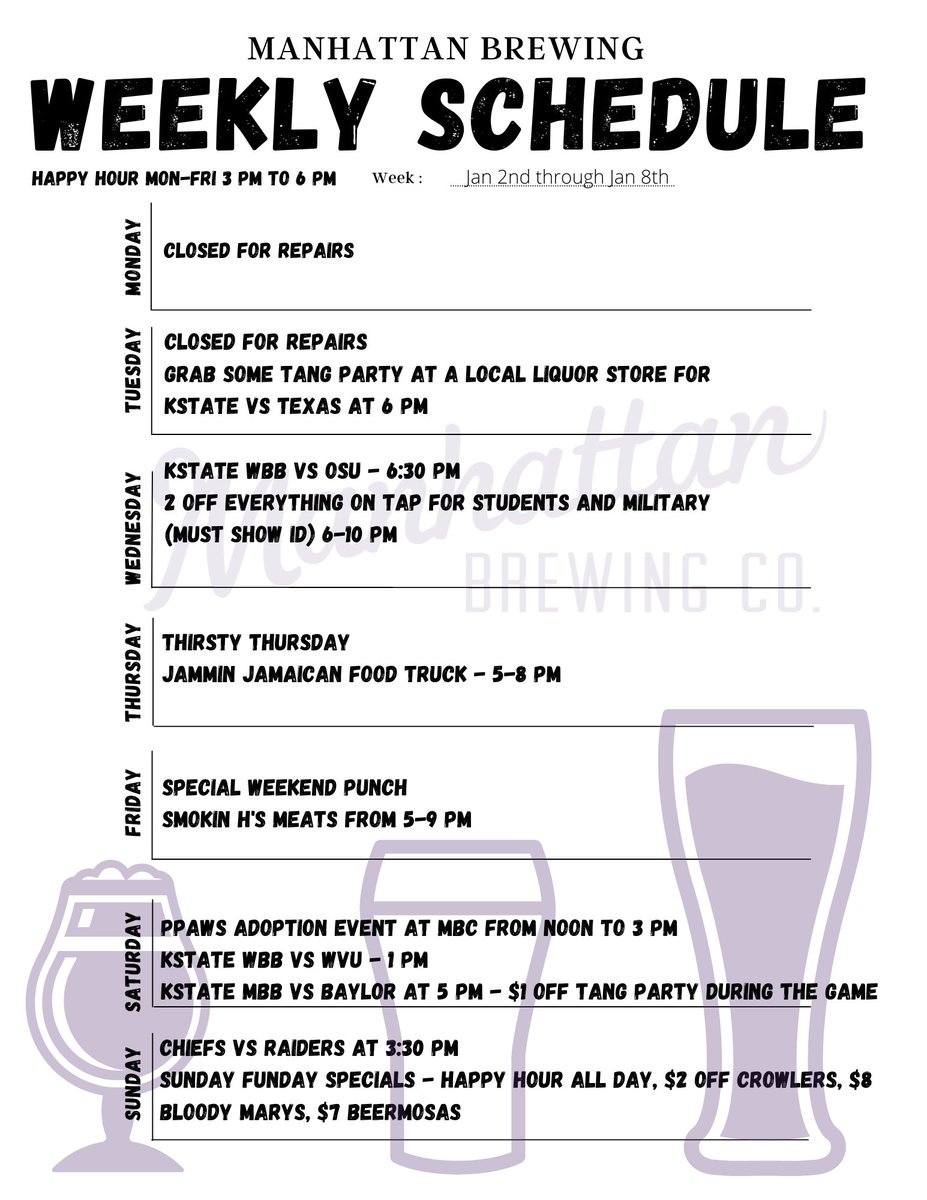 MANHATTAN BREWING
WEEKLY SCHEDULE
HAPPY HOUR MON-FRI 3 PM TO 6 PM Week : Jan 2nd through Jan 8th
MONDAY
CLOSED FOR REPAIRS
TUESDAY
CLOSED FOR REPAIRS
GRAB SOME TANG PARTY AT A LOCAL LIQUOR STORE FOR
KSTATE VS TEXAS AT 6 PM
WEDNESDAY
KSTATE WBB VS OSU - 6:30 PM
2 OFF EVERYTHING ON TAP FOR STUDENTS AND MILITARY
(MUST SHOW ID) 6-10 PM
Manhattan
BREWING CO.
THURSDAY
THIRSTY THURSDAY
JAMMIN JAMAICAN FOOD TRUCK - 5-8 PM
FRIDAY
SPECIAL WEEKEND PUNCH
SMOKIN H'S MEATS FROM 5-9 PM
SATURDAY
PPAWS ADOPTION EVENT AT MBC FROM NOON TO 3 PM
KSTATE WBB VS WVU - 1 PM
KSTATE MBB VS BAYLOR AT 5 PM - $1 OFF TANG PARTY DURING THE GAME
SUNDAY
CHIEFS VS RAIDERS AT 3:30 PM
SUNDAY FUNDAY SPECIALS - HAPPY HOUR ALL DAY, $2 OFF CROWLERS, $8
BLOODY MARYS, $7 BEERMOSAS